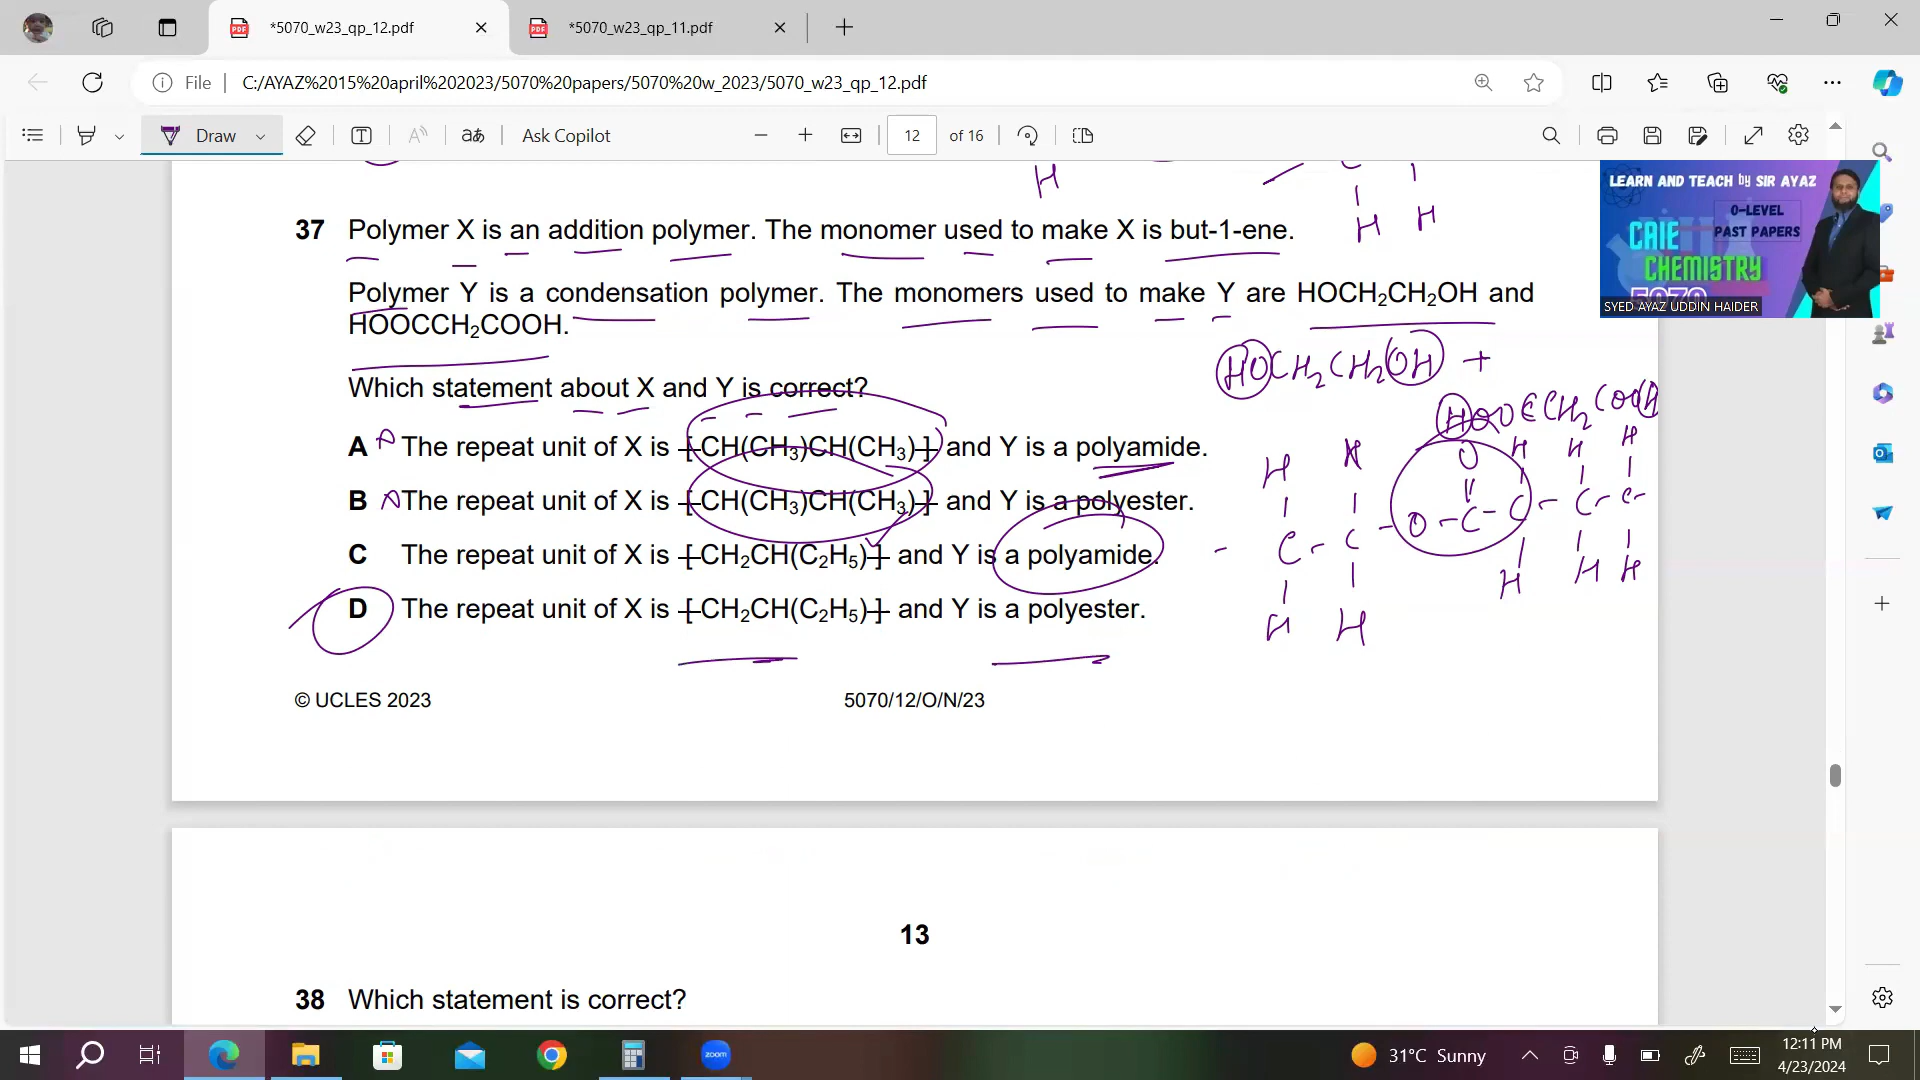 *5070_w23_qp_12.pdf
*5070_w23_qp_11.pdf
File
C:/AYAZ%2015%20april%202023/5070%20papers/5070%20w_2023/5070_w23_qp_12.pdf
Draw
aあ
Ask Copilot
12 of 16
LEARN AND TEACH by SIR AYAZ
O-LEVEL
PAST PAPERS
CAIE
CHEMISTRY
5070
SYED AYAZ UDDIN HAIDER
H
H H
37 Polymer X is an addition polymer. The monomer used to make X is but-1-ene.
Polymer Y is a condensation polymer. The monomers used to make Y are HOCH₂CH₂OH and
HOOCCH₂COOH.
HOCH₂CH₂OH +
Which statement about X and Y is correct?
A The repeat unit of X is -[-CH(CH₃)CH(CH₃)-]- and Y is a polyamide.
B The repeat unit of X is -[-CH(CH₃)CH(CH₃)-]- and Y is a polyester.
C The repeat unit of X is -[-CH₂CH(C₂H₅)-]- and Y is a polyamide.
D The repeat unit of X is -[-CH₂CH(C₂H₅)-]- and Y is a polyester.
H O H H H
- C - C - O - C - C - C - C -
H H H H H
© UCLES 2023
5070/12/O/N/23
13
38 Which statement is correct?
zoom
31°C Sunny
12:11 PM
4/23/2024